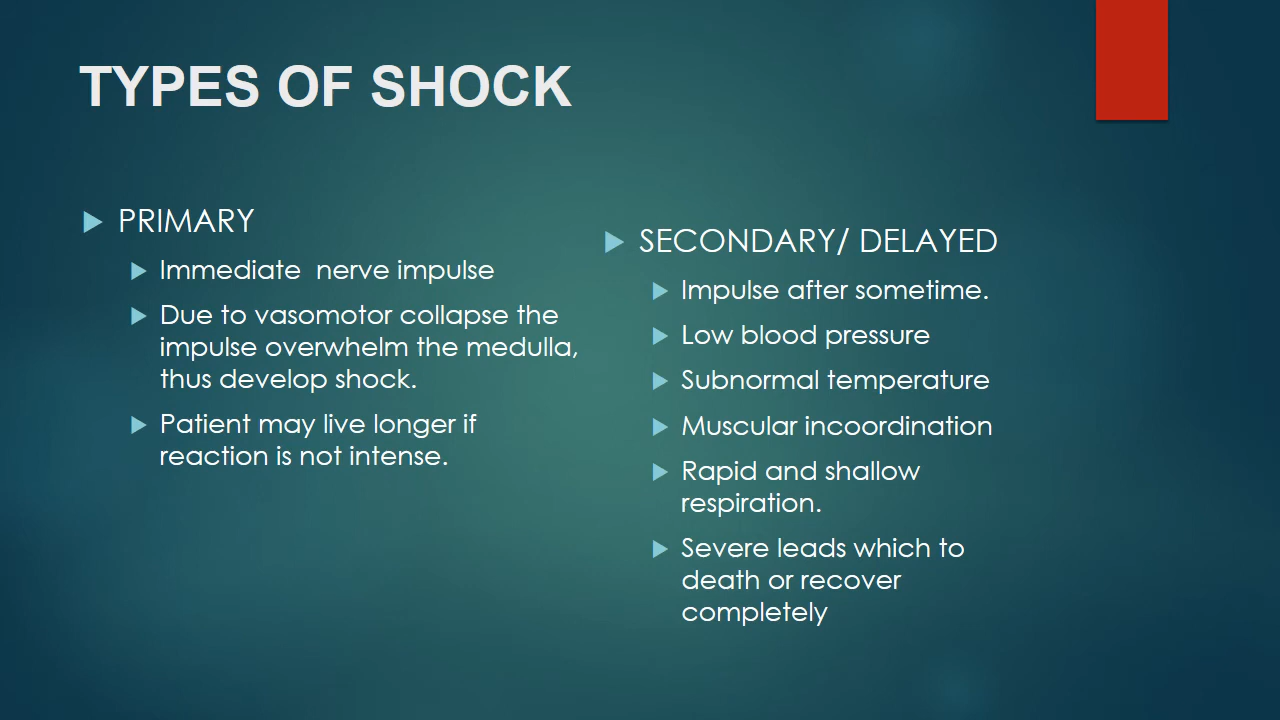 TYPES OF SHOCK
PRIMARY
Immediate  nerve impulse
Due to vasomotor collapse the
impulse overwhelm the medulla,
thus develop shock.
Patient may live longer if
reaction is not intense.
SECONDARY/ DELAYED
Impulse after sometime.
Low blood pressure
Subnormal temperature
Muscular incoordination
Rapid and shallow
respiration.
Severe leads which to
death or recover
completely